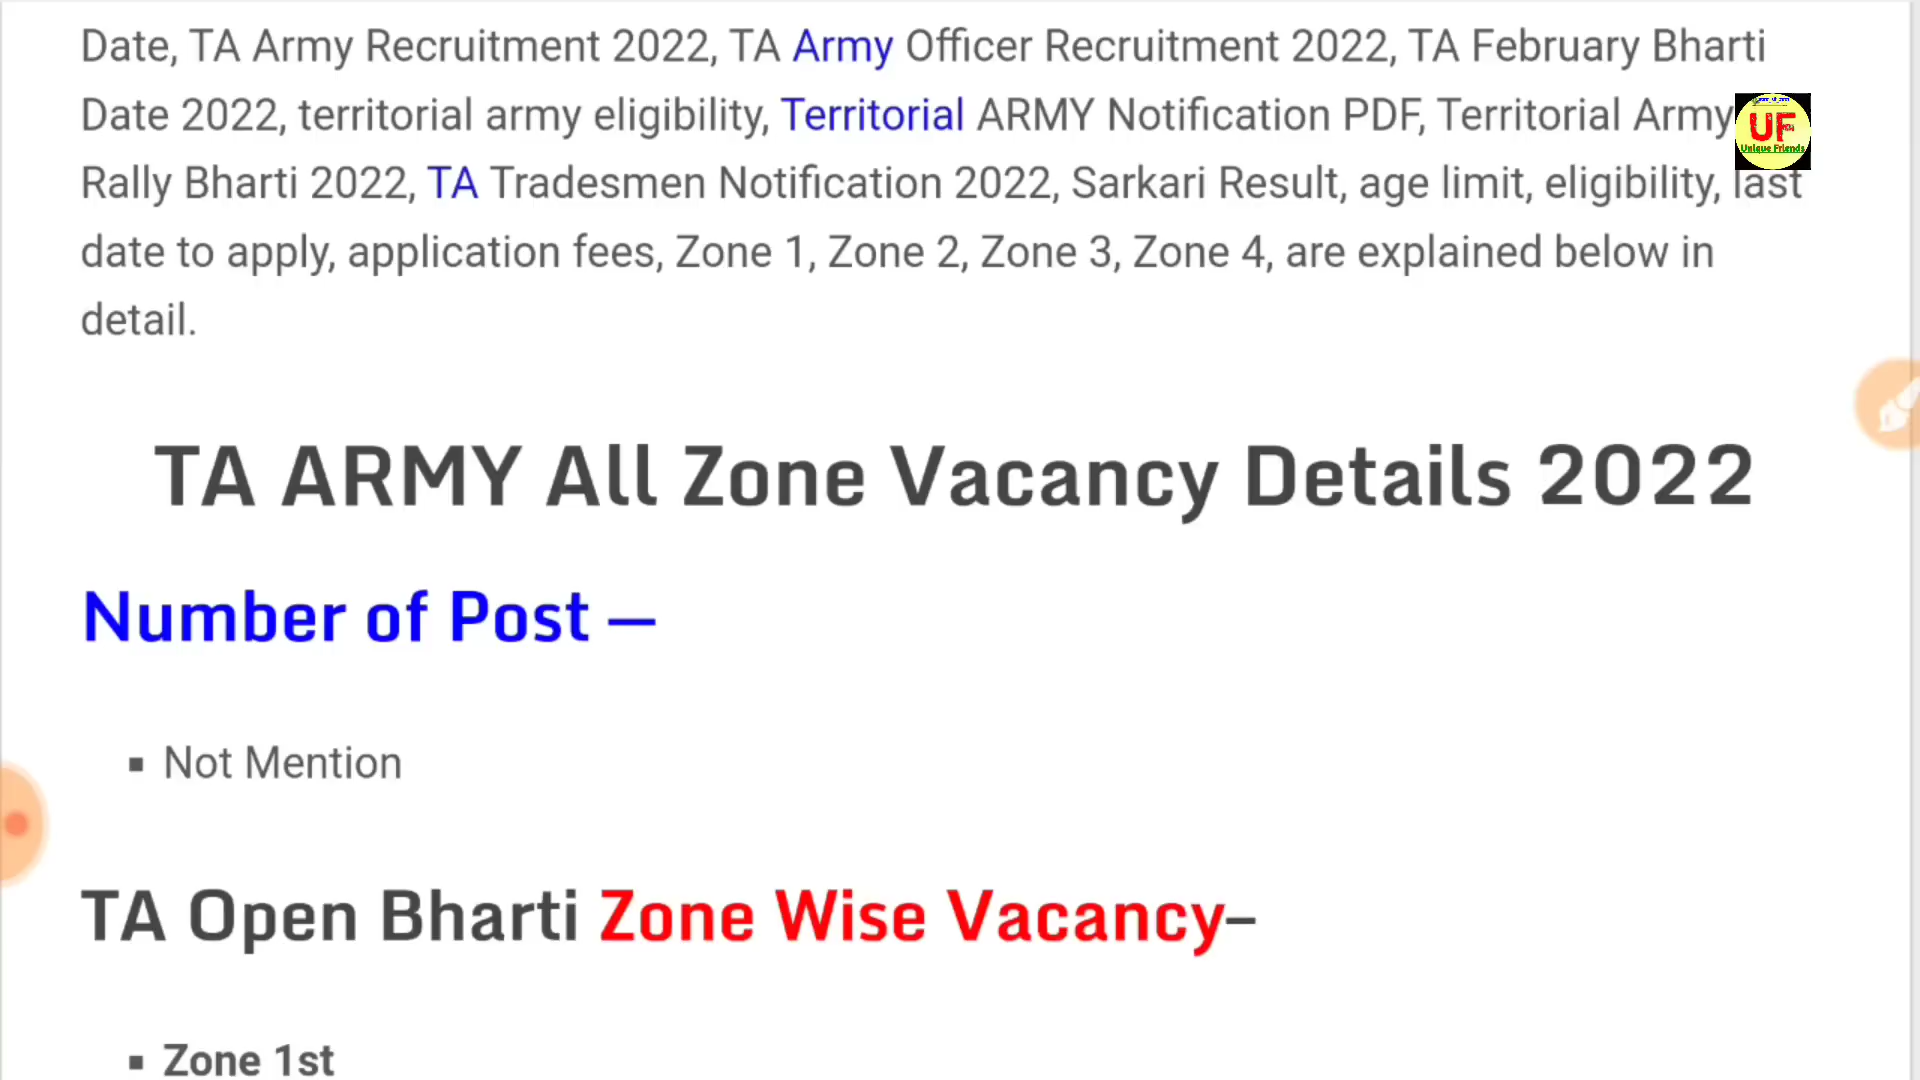 Date, TA Army Recruitment 2022, TA Army Officer Recruitment 2022, TA February Bharti
Date 2022, territorial army eligibility, Territorial ARMY Notification PDF, Territorial Army
UF
Unique Friends
Rally Bharti 2022, TA Tradesmen Notification 2022, Sarkari Result, age limit, eligibility, last
date to apply, application fees, Zone 1, Zone 2, Zone 3, Zone 4, are explained below in
detail.
TA ARMY All Zone Vacancy Details 2022
Number of Post —
▪ Not Mention
TA Open Bharti Zone Wise Vacancy–
▪ Zone 1st